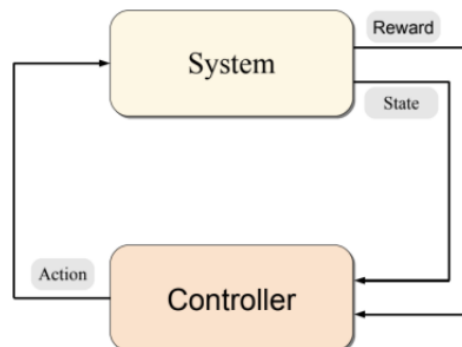 Reward
System
State
Action
Controller